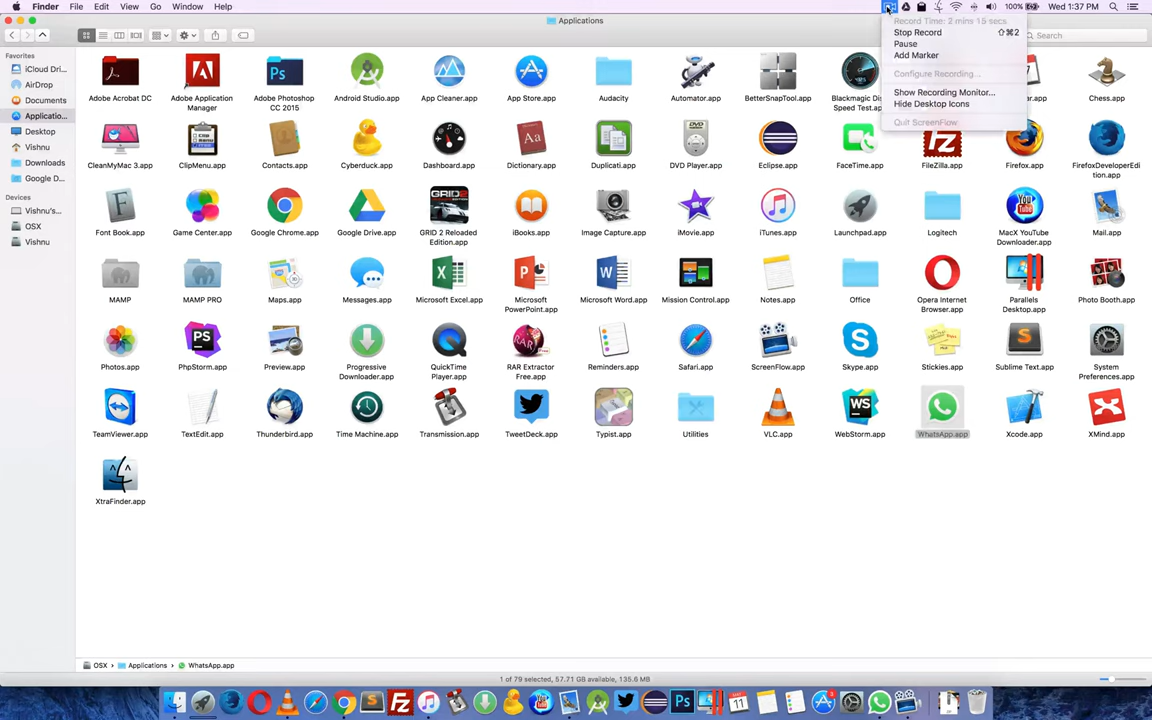 Finder File Edit View Go Window Help 100% Wed 1:37 PM
Applications
Record Time: 2 mins 15 secs
Stop Record ⇧⌘2
Pause
Add Marker
Configure Recording...
Show Recording Monitor...
Hide Desktop Icons
Quit ScreenFlow
Search
Favorites
iCloud Dri...
AirDrop
Documents
Applicatio...
Desktop
Vishnu
Downloads
Google D...
Devices
Vishnu's...
OSX
Vishnu
Adobe Acrobat DC
Adobe Application
Manager
Adobe Photoshop
CC 2015
Android Studio.app
App Cleaner.app
App Store.app
Audacity
Automator.app
BetterSnapTool.app
Blackmagic Di
Speed Test.ap
ar.app
Chess.app
CleanMyMac 3.app
ClipMenu.app
Contacts.app
Cyberduck.app
Dashboard.app
Dictionary.app
Duplicati.app
DVD Player.app
Eclipse.app
FaceTime.app
FileZilla.app
Firefox.app
FirefoxDeveloperEdi
tion.app
Font Book.app
Game Center.app
Google Chrome.app
Google Drive.app
GRID 2 Reloaded
Edition.app
iBooks.app
Image Capture.app
iMovie.app
iTunes.app
Launchpad.app
Logitech
MacX YouTube
Downloader.app
Mail.app
MAMP
MAMP PRO
Maps.app
Messages.app
Microsoft Excel.app
Microsoft
PowerPoint.app
Microsoft Word.app
Mission Control.app
Notes.app
Office
Opera Internet
Browser.app
Parallels
Desktop.app
Photo Booth.app
Photos.app
PhpStorm.app
Preview.app
Progressive
Downloader.app
QuickTime
Player.app
RAR Extractor
Free.app
Reminders.app
Safari.app
ScreenFlow.app
Skype.app
Stickies.app
Sublime Text.app
System
Preferences.app
TeamViewer.app
TextEdit.app
Thunderbird.app
Time Machine.app
Transmission.app
TweetDeck.app
Typist.app
Utilities
VLC.app
WebStorm.app
WhatsApp.app
Xcode.app
XMind.app
XtraFinder.app
OSX › Applications › WhatsApp.app
1 of 79 selected, 57.71 GB available, 135.6 MB